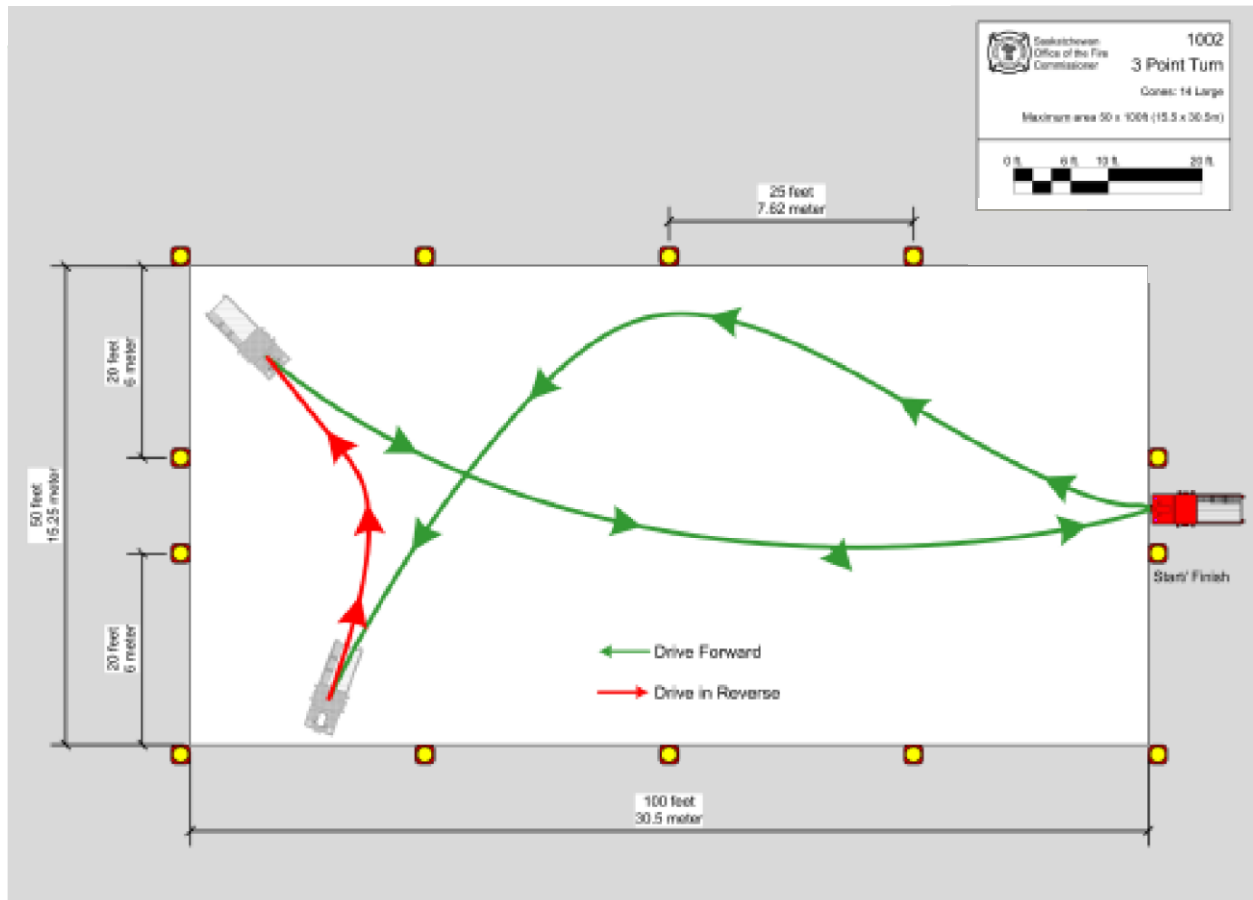 Saskatchewan
Office of the Fire
Commissioner
1002
3 Point Turn
Cones: 14 Large
Maximum area 50 x 100ft (15.5 x 30.5m)
0 ft. 6 ft. 10 ft. 20 ft.
25 feet
7.62 meter
20 feet
6 meter
50 feet
15.25 meter
20 feet
6 meter
Start/ Finish
Drive Forward
Drive in Reverse
100 feet
30.5 meter